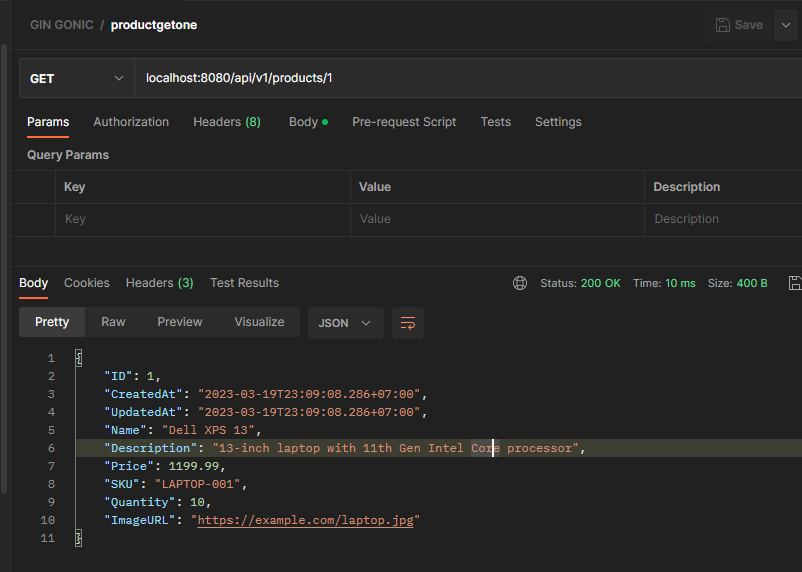 GIN GONIC / productgetone
Save
GET localhost:8080/api/v1/products/1
Params Authorization Headers (8) Body Pre-request Script Tests Settings
Query Params
Key Value Description
Key Value Description
Body Cookies Headers (3) Test Results Status: 200 OK Time: 10 ms Size: 400 B
Pretty Raw Preview Visualize JSON
1 {
2 "ID": 1,
3 "CreatedAt": "2023-03-19T23:09:08.286+07:00",
4 "UpdatedAt": "2023-03-19T23:09:08.286+07:00",
5 "Name": "Dell XPS 13",
6 "Description": "13-inch laptop with 11th Gen Intel Core processor",
7 "Price": 1199.99,
8 "SKU": "LAPTOP-001",
9 "Quantity": 10,
10 "ImageURL": "https://example.com/laptop.jpg"
11 }